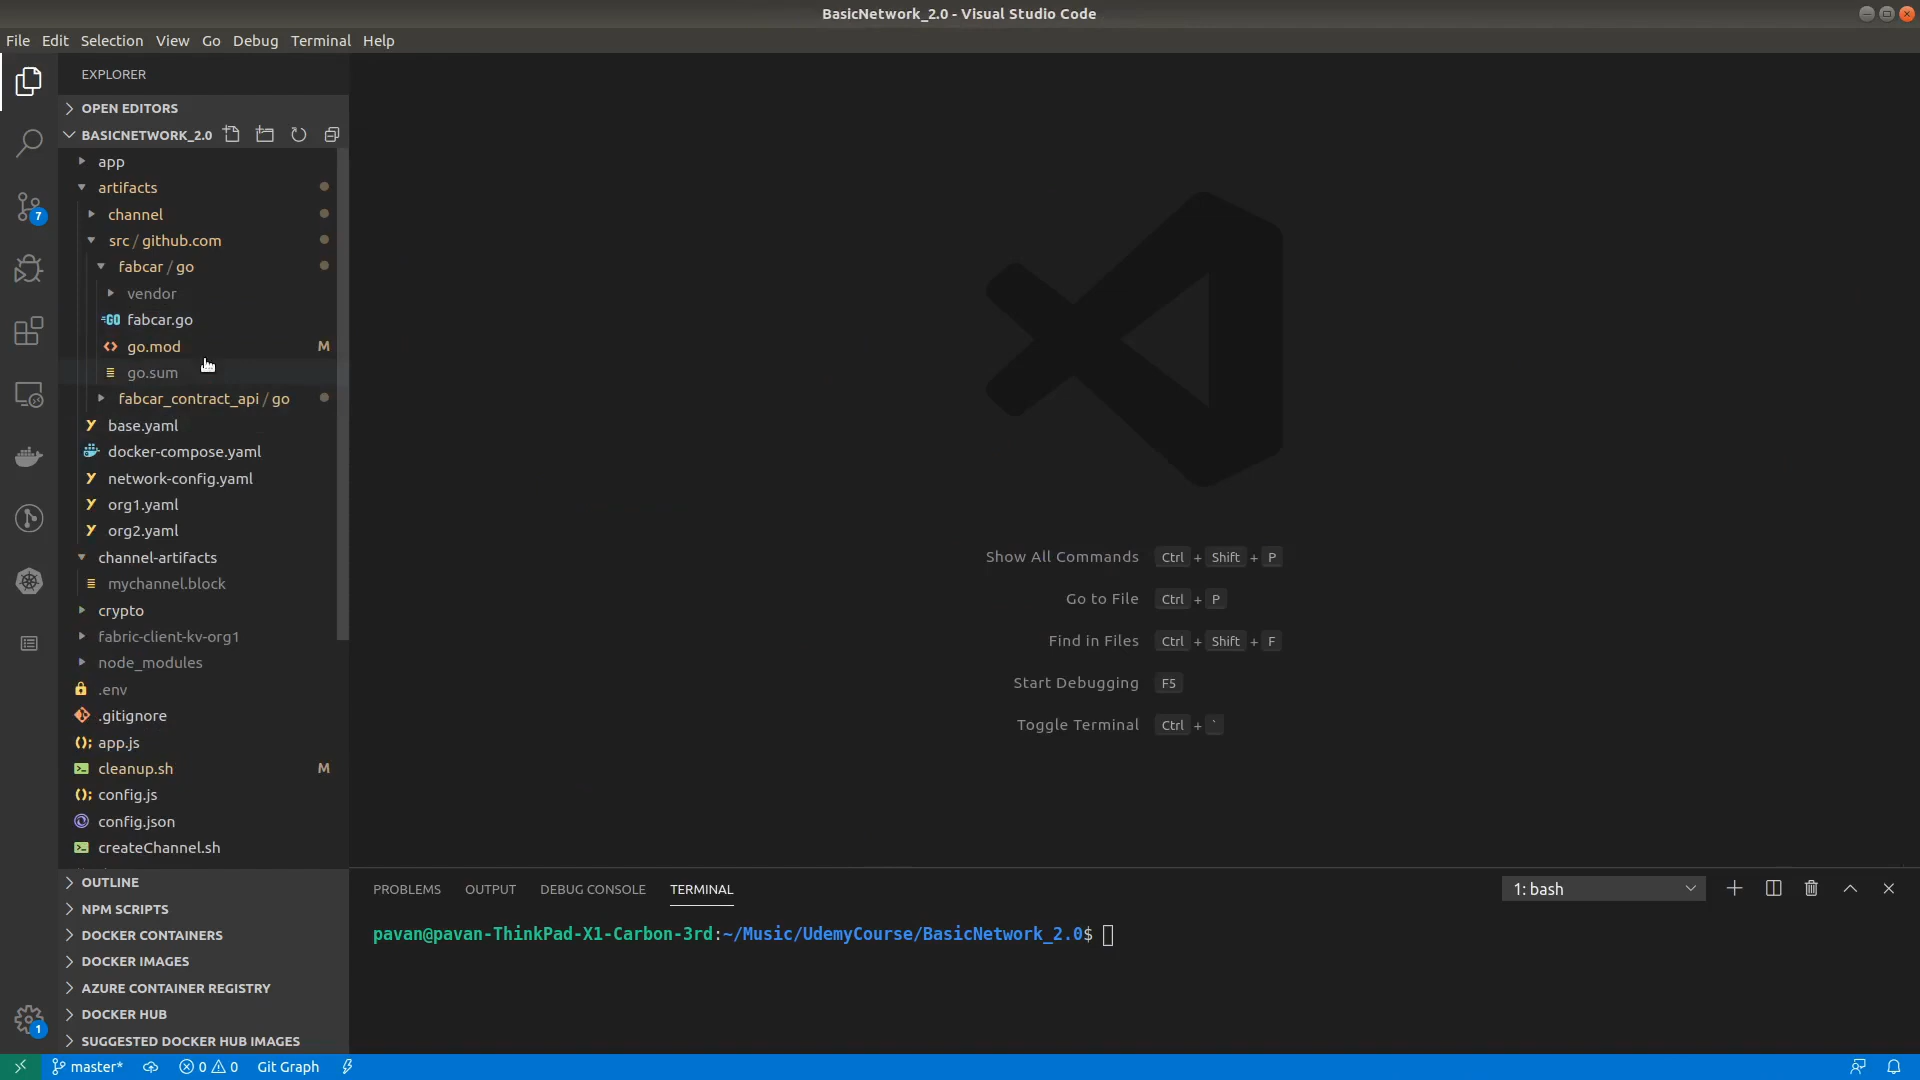 BasicNetwork_2.0 - Visual Studio Code
File Edit Selection View Go Debug Terminal Help
EXPLORER
OPEN EDITORS
BASICNETWORK_2.0
app
artifacts
channel
src / github.com
fabcar / go
vendor
GO fabcar.go
go.mod M
go.sum
fabcar_contract_api / go
Y base.yaml
docker-compose.yaml
Y network-config.yaml
Y org1.yaml
Y org2.yaml
channel-artifacts
mychannel.block
crypto
fabric-client-kv-org1
node_modules
.env
.gitignore
app.js
cleanup.sh M
config.js
config.json
createChannel.sh
OUTLINE
NPM SCRIPTS
DOCKER CONTAINERS
DOCKER IMAGES
AZURE CONTAINER REGISTRY
DOCKER HUB
SUGGESTED DOCKER HUB IMAGES
7
1
Show All Commands Ctrl + Shift + P
Go to File Ctrl + P
Find in Files Ctrl + Shift + F
Start Debugging F5
Toggle Terminal Ctrl + `
PROBLEMS OUTPUT DEBUG CONSOLE TERMINAL
1: bash
pavan@pavan-ThinkPad-X1-Carbon-3rd:~/Music/UdemyCourse/BasicNetwork_2.0$
master* 0 0 Git Graph